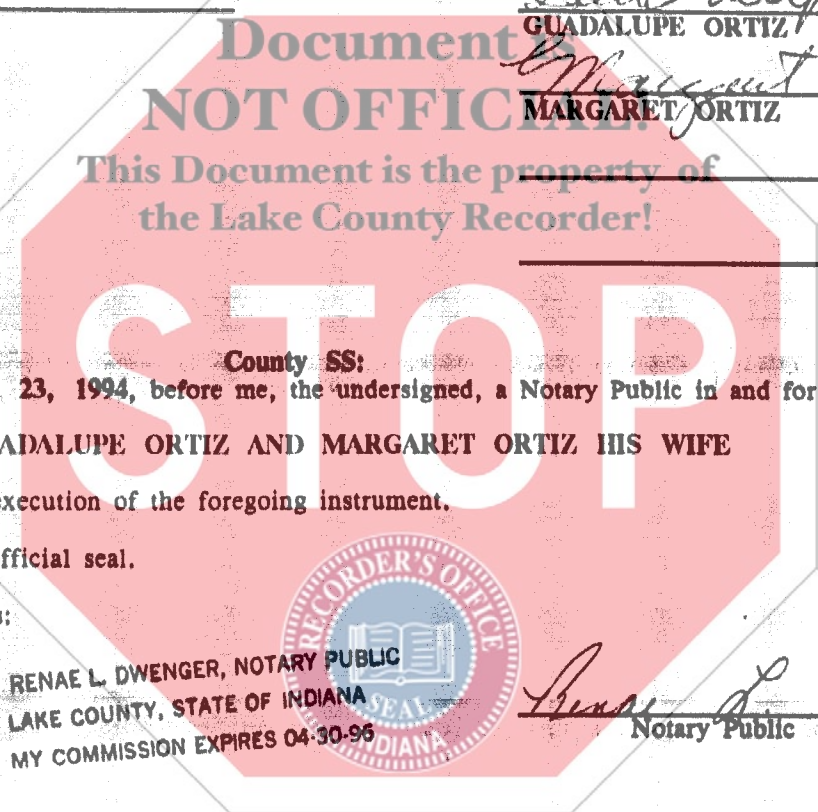 GUADALUPE ORTIZ
Margaret
MARGARET ORTIZ
Document is
NOT OFFICIAL!
This Document is the property of
the Lake County Recorder!
STOP
County SS:
23, 1994, before me, the undersigned, a Notary Public in and for
ADALUPE ORTIZ AND MARGARET ORTIZ HIS WIFE
execution of the foregoing instrument.
fficial seal.
RECORDER'S OFFICE
SEAL
INDIANA
RENAE L. DWENGER, NOTARY PUBLIC
LAKE COUNTY, STATE OF INDIANA
MY COMMISSION EXPIRES 04-30-96
Renae L
Notary Public